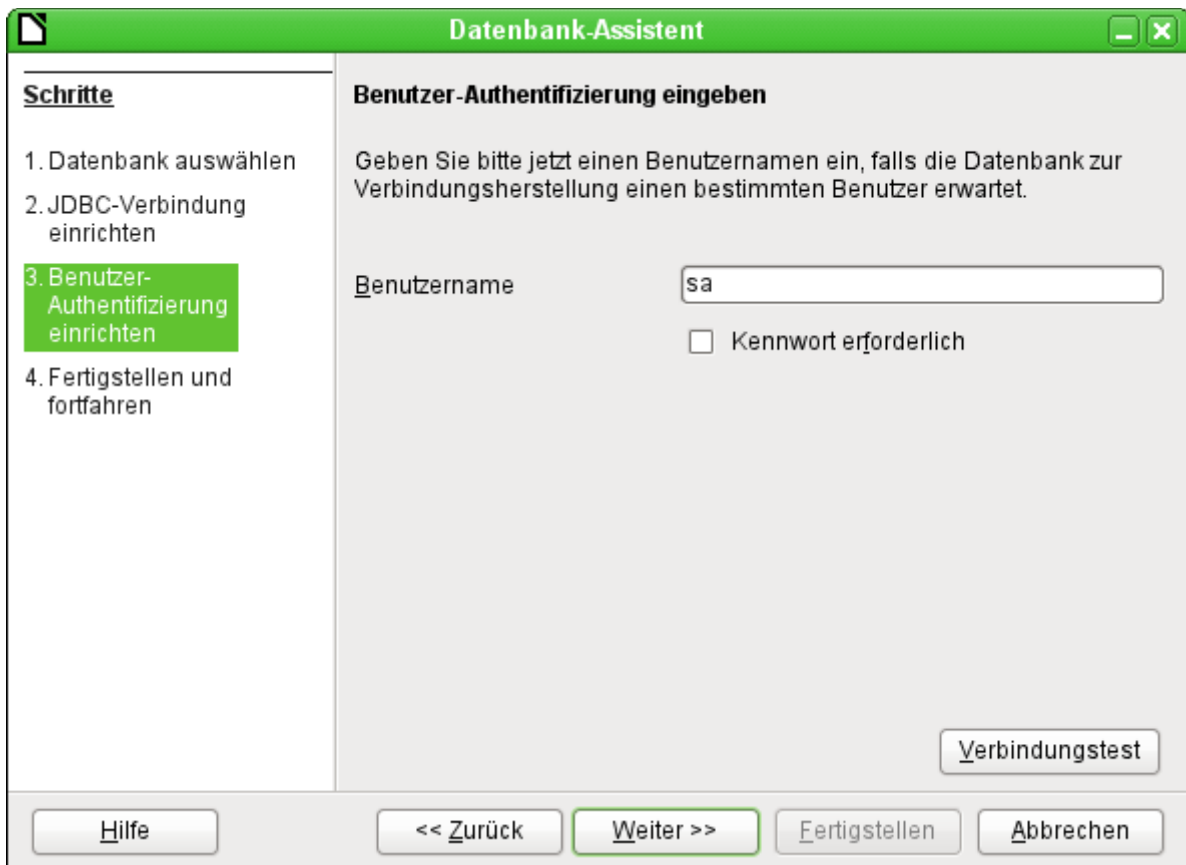 Datenbank-Assistent
Schritte
1. Datenbank auswählen
2. JDBC-Verbindung
einrichten
3. Benutzer-
Authentifizierung
einrichten
4. Fertigstellen und
fortfahren
Benutzer-Authentifizierung eingeben
Geben Sie bitte jetzt einen Benutzernamen ein, falls die Datenbank zur
Verbindungsherstellung einen bestimmten Benutzer erwartet.
Benutzername
sa
Kennwort erforderlich
Verbindungstest
Hilfe
<< Zurück
Weiter >>
Fertigstellen
Abbrechen